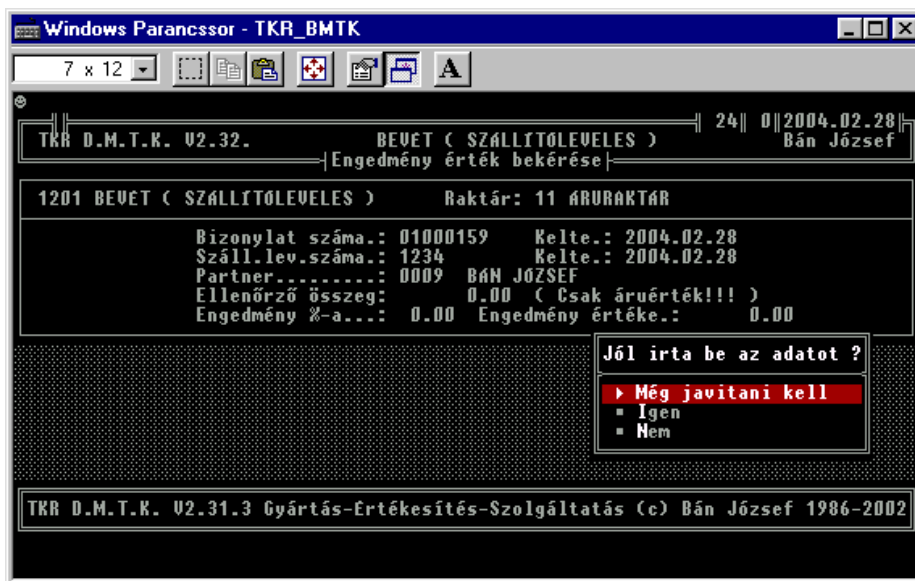 Windows Parancssor - TKR_BMTK
7 x 12
A
24 0 2004.02.28
TKR D.M.T.K. V2.32. BEVÉT ( SZÁLLÍTÓLEVELES ) Bán József
Engedmény érték bekérése
1201 BEVÉT ( SZÁLLÍTÓLEVELES ) Raktár: 11 ÁRURAKTÁR
Bizonylat száma.: 01000159 Kelte.: 2004.02.28
Száll.lev.száma.: 1234 Kelte.: 2004.02.28
Partner.........: 0009 BÁN JÓZSEF
Ellenőrző összeg: 0.00 ( Csak áruérték!!! )
Engedmény %-a...: 0.00 Engedmény értéke.: 0.00
Jól irta be az adatot ?
Még javitani kell
Igen
Nem
TKR D.M.T.K. V2.31.3 Gyártás-Értékesítés-Szolgáltatás (c) Bán József 1986-2002